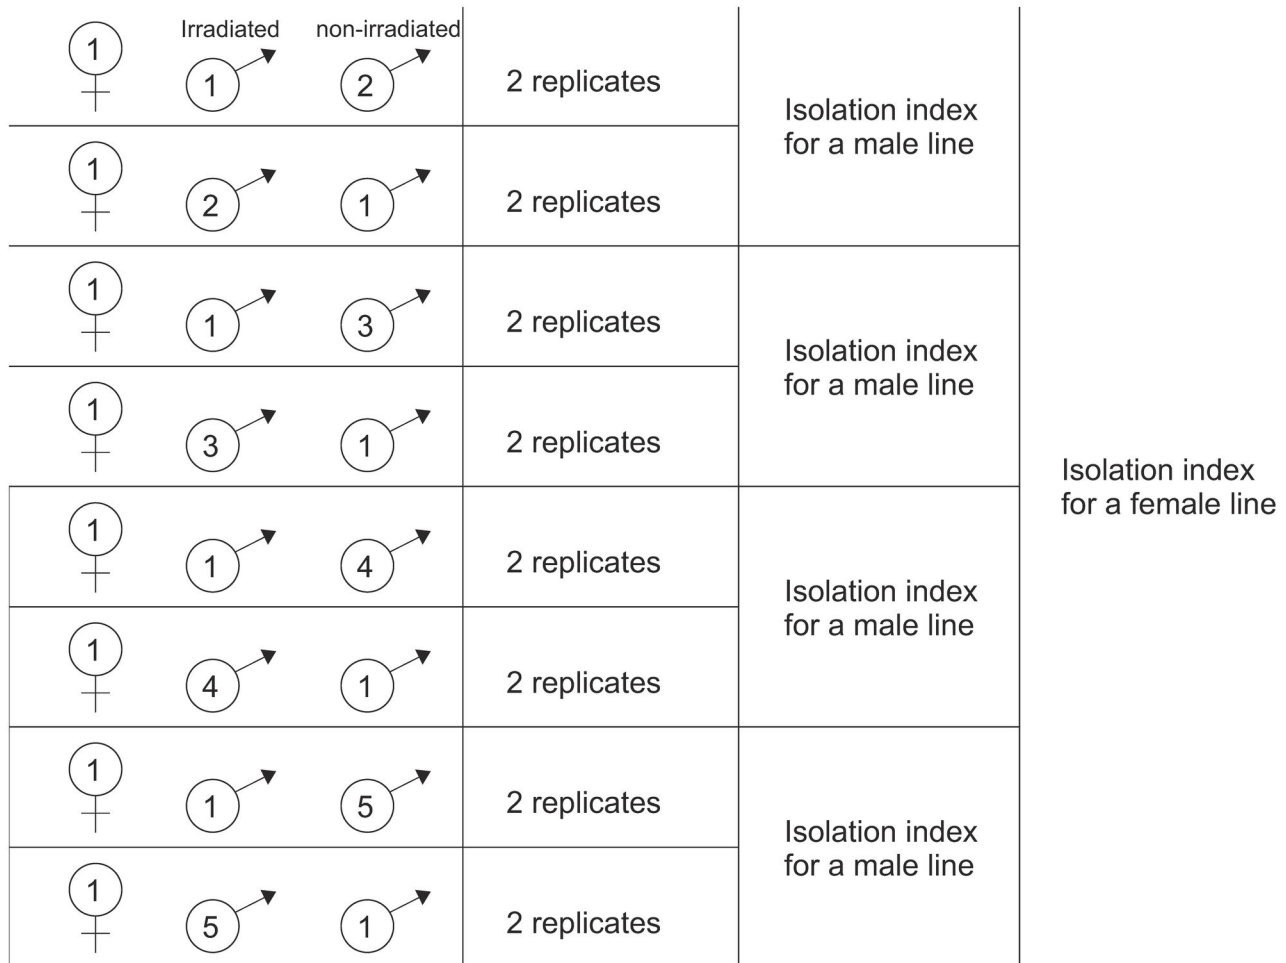 Irradiated non-irradiated
1
1 2 2 replicates
Isolation index
for a male line
1
2 1 2 replicates
1
1 3 2 replicates
Isolation index
for a male line
1
3 1 2 replicates
Isolation index
for a female line
1
1 4 2 replicates
Isolation index
for a male line
1
4 1 2 replicates
1
1 5 2 replicates
Isolation index
for a male line
1
5 1 2 replicates